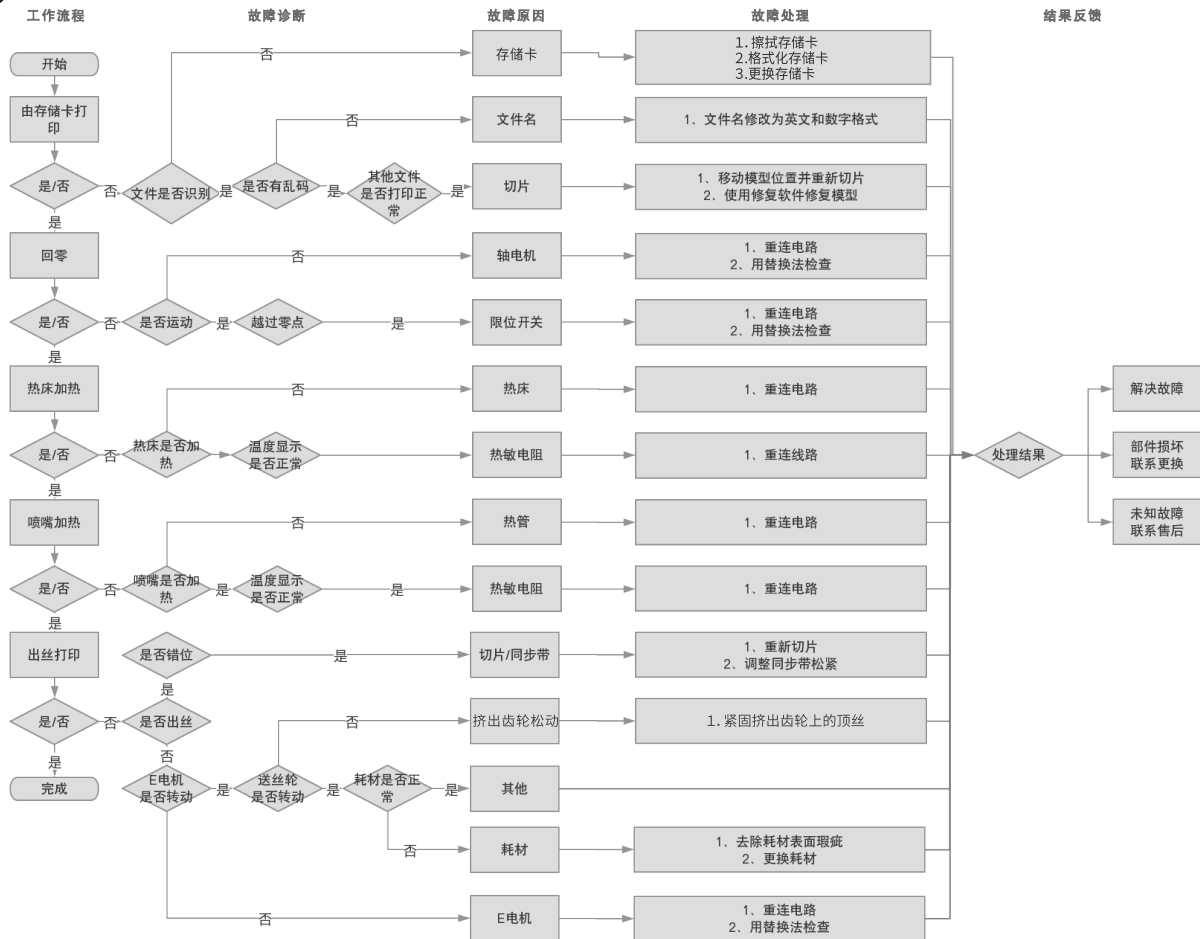 工作流程
故障诊断
故障原因
故障处理
结果反馈
开始
由存储卡打
印
是/否
是
否
文件是否识别
否
是
是否有乱码
否
是
其他文件
是否打印正
常
是
存储卡
1.擦拭存储卡
2.格式化存储卡
3.更换存储卡
文件名
1、文件名修改为英文和数字格式
切片
1、移动模型位置并重新切片
2、使用修复软件修复模型
回零
是/否
是
否
是否运动
否
是
越过零点
是
轴电机
1、重连电路
2、用替换法检查
限位开关
1、重连电路
2、用替换法检查
热床加热
是/否
是
否
热床是否加
热
否
温度显示
是否正常
热床
1、重连电路
热敏电阻
1、重连线路
喷嘴加热
是/否
是
否
喷嘴是否加
热
否
是
温度显示
是否正常
是
热管
1、重连电路
热敏电阻
1、重连电路
出丝打印
是/否
是
完成
否
是否出丝
是
是否错位
是
切片/同步带
1、重新切片
2、调整同步带松紧
否
E电机
是否转动
是
送丝轮
是否转动
否
挤出齿轮松动
1.紧固挤出齿轮上的顶丝
是
耗材是否正
常
是
其他
否
耗材
1、去除耗材表面瑕疵
2、更换耗材
否
E电机
1、重连电路
2、用替换法检查
处理结果
解决故障
部件损坏
联系更换
未知故障
联系售后